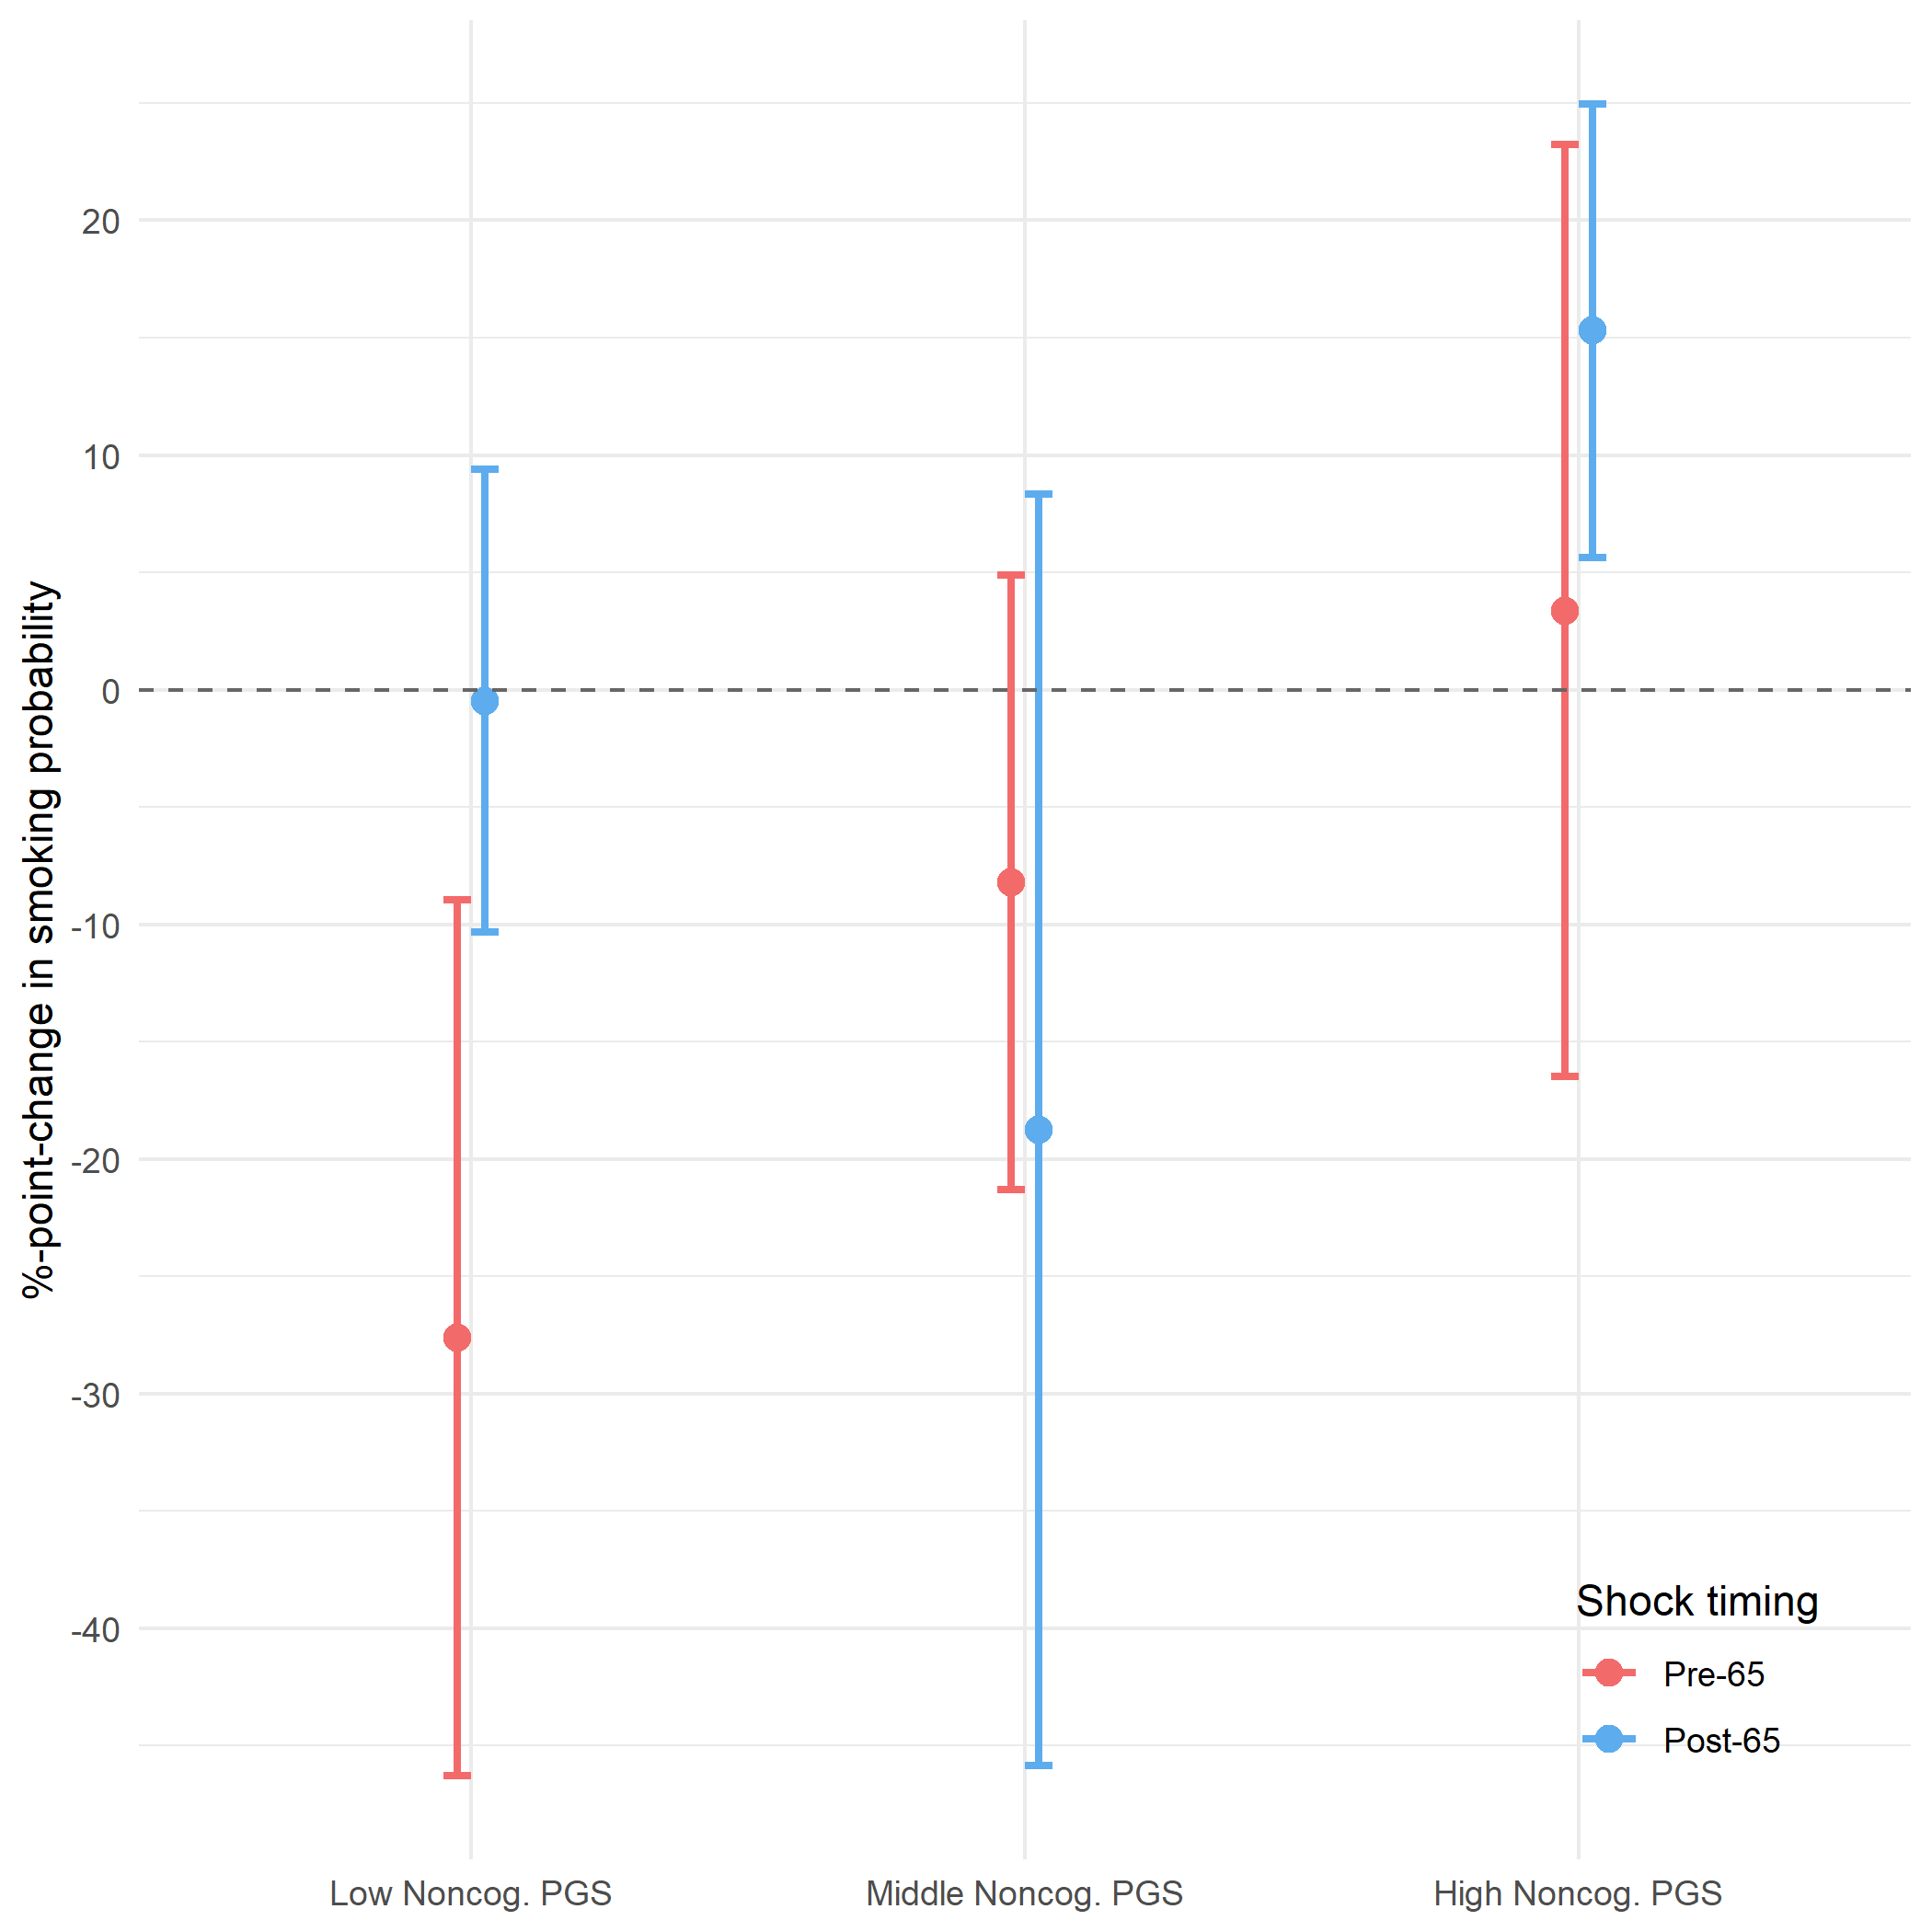 %-point-change in smoking probability
20
10
0
-10
-20
-30
-40
Shock timing
Pre-65
Post-65
Low Noncog. PGS
Middle Noncog. PGS
High Noncog. PGS